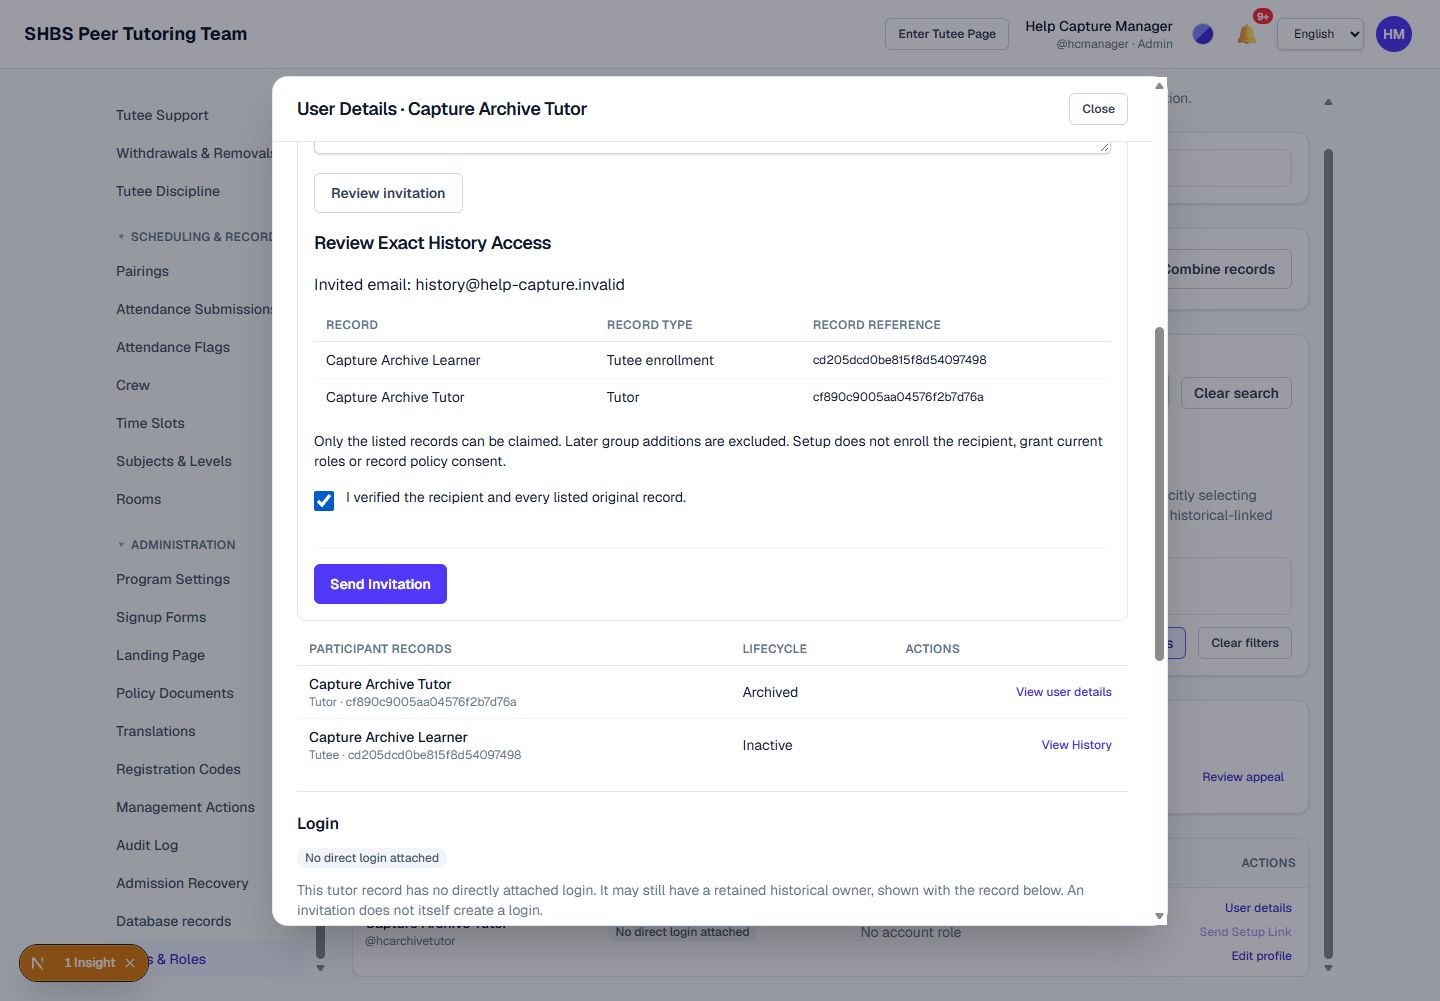 SHBS Peer Tutoring Team
Enter Tutee Page
Help Capture Manager
@hcmanager · Admin
9+
English
HM
Tutee Support
Withdrawals & Removals
Tutee Discipline
SCHEDULING & RECORD
Pairings
Attendance Submissions
Attendance Flags
Crew
Time Slots
Subjects & Levels
Rooms
ADMINISTRATION
Program Settings
Signup Forms
Landing Page
Policy Documents
Translations
Registration Codes
Management Actions
Audit Log
Admission Recovery
Database records
s & Roles
N 1 Insight
User Details · Capture Archive Tutor
Close
Review invitation
Review Exact History Access
Invited email: history@help-capture.invalid
RECORD RECORD TYPE RECORD REFERENCE
Capture Archive Learner Tutee enrollment cd205dcd0be815f8d54097498
Capture Archive Tutor Tutor cf890c9005aa04576f2b7d76a
Only the listed records can be claimed. Later group additions are excluded. Setup does not enroll the recipient, grant current
roles or record policy consent.
I verified the recipient and every listed original record.
Send Invitation
PARTICIPANT RECORDS LIFECYCLE ACTIONS
Capture Archive Tutor
Tutor · cf890c9005aa04576f2b7d76a
Archived
View user details
Capture Archive Learner
Tutee · cd205dcd0be815f8d54097498
Inactive
View History
Login
No direct login attached
This tutor record has no directly attached login. It may still have a retained historical owner, shown with the record below. An
invitation does not itself create a login.
tion.
Combine records
Clear search
citly selecting
historical-linked
s
Clear filters
Review appeal
ACTIONS
User details
@hcarchivetutor
No direct login attached
No account role
Send Setup Link
Edit profile